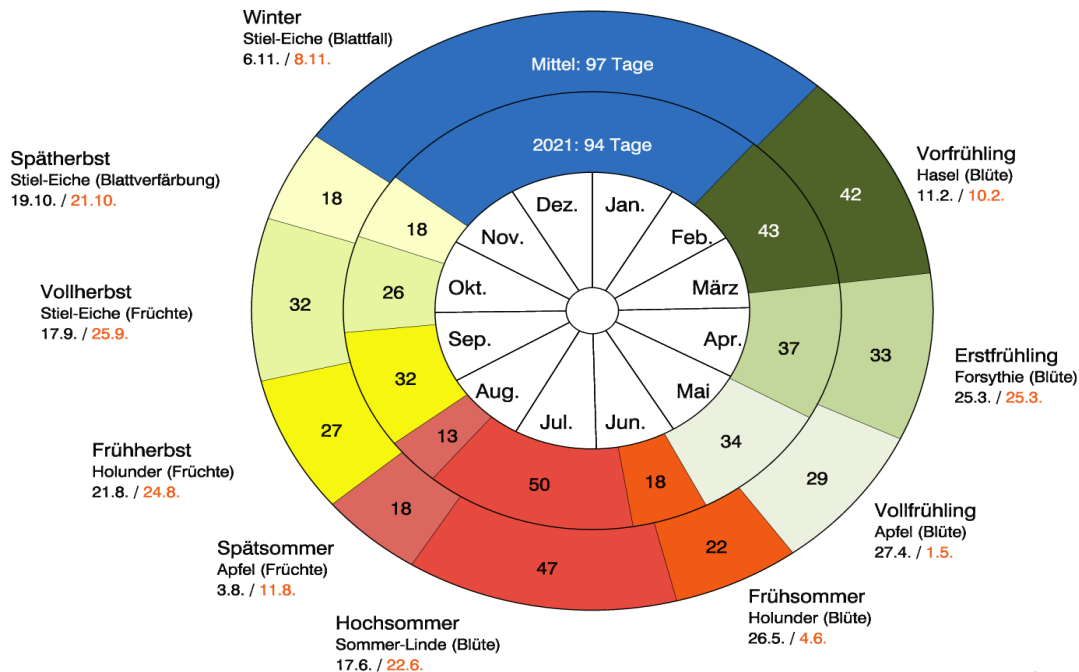 Winter
Stiel-Eiche (Blattfall)
6.11. / 8.11.
Mittel: 97 Tage
2021: 94 Tage
Vorfrühling
Hasel (Blüte)
11.2. / 10.2.
42
43
Erstfrühling
Forsythie (Blüte)
25.3. / 25.3.
33
37
Vollfrühling
Apfel (Blüte)
27.4. / 1.5.
29
34
Frühsommer
Holunder (Blüte)
26.5. / 4.6.
22
18
Hochsommer
Sommer-Linde (Blüte)
17.6. / 22.6.
47
50
Spätsommer
Apfel (Früchte)
3.8. / 11.8.
18
13
Frühherbst
Holunder (Früchte)
21.8. / 24.8.
27
32
Vollherbst
Stiel-Eiche (Früchte)
17.9. / 25.9.
32
26
Spätherbst
Stiel-Eiche (Blattverfärbung)
19.10. / 21.10.
18
18
Jan.
Feb.
März
Apr.
Mai
Jun.
Jul.
Aug.
Sep.
Okt.
Nov.
Dez.